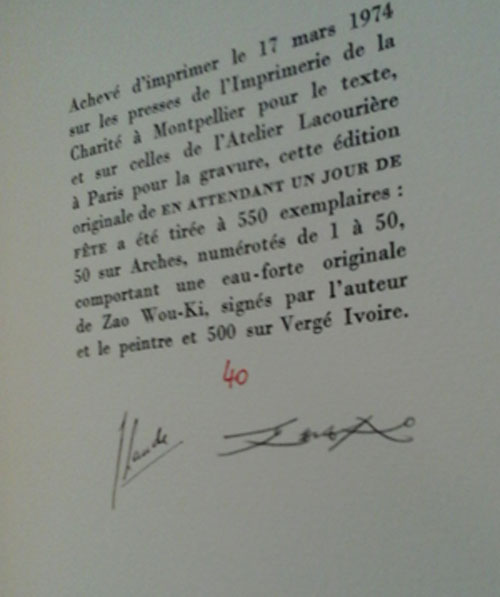 Achevé d'imprimer le 17 mars 1974
sur les presses de l'Imprimerie de la
Charité à Montpellier pour le texte,
et sur celles de l'Atelier Lacourière
à Paris pour la gravure, cette édition
originale de EN ATTENDANT UN JOUR DE
FÊTE a été tirée à 550 exemplaires :
50 sur Arches, numérotés de 1 à 50,
comportant une eau-forte originale
de Zao Wou-Ki, signés par l'auteur
et le peintre et 500 sur Vergé Ivoire.
40